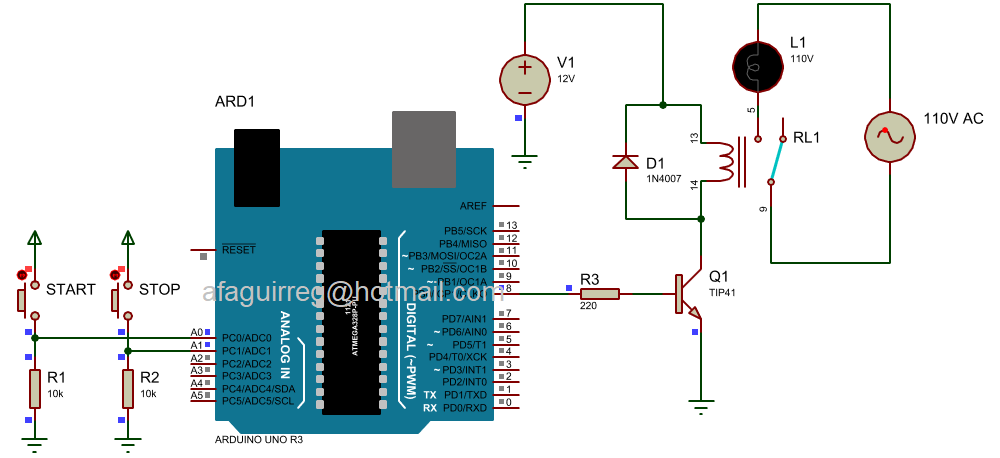 V1
12V
L1
110V
ARD1
5
110V AC
13
RL1
D1
1N4007
14
9
AREF
PB5/SCK 13
PB4/MISO 12
~PB3/MOSI/OC2A 11
~ PB2/SS/OC1B 10
~ PB1/OC1A 9
8
RESET
START
STOP
afaguirreg@hotmail.com
R3
220
Q1
TIP41
ATMEGA328P-PU
ANALOG IN
DIGITAL (~PWM)
A0 PC0/ADC0
A1 PC1/ADC1
A2 PC2/ADC2
A3 PC3/ADC3
A4 PC4/ADC4/SDA
A5 PC5/ADC5/SCL
PD7/AIN1 7
~ PD6/AIN0 6
~ PD5/T1 5
PD4/T0/XCK 4
~ PD3/INT1 3
PD2/INT0 2
TX PD1/TXD 1
RX PD0/RXD 0
R1
10k
R2
10k
ARDUINO UNO R3